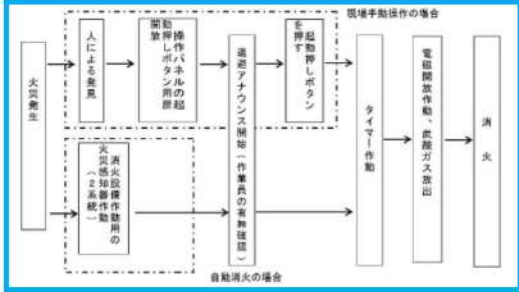 現場手動操作の場合
火災発生
人による発見
操作パネルの起
動押しボタン用扉
開放
退避アナウンス開始(作業員の有無確認)
起動押しボタン
を押す
タイマー作動
電磁開放作動、炭酸ガス放出
消火
消火設備作動用の
火災感知器作動
(2系統)
自動消火の場合